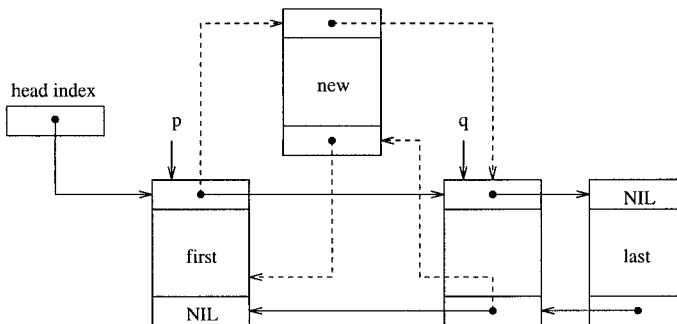 new
head index
p
q
NIL
first
last
NIL